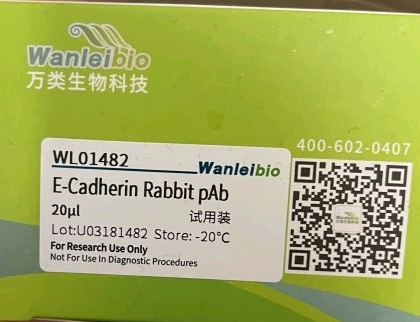 Wanleibio
万类生物科技
400-602-0407
WL01482
Wanleibio
E-Cadherin Rabbit pAb
20µl 试用装
Lot:U03181482 Store: -20°C
For Research Use Only
Not For Use In Diagnostic Procedures